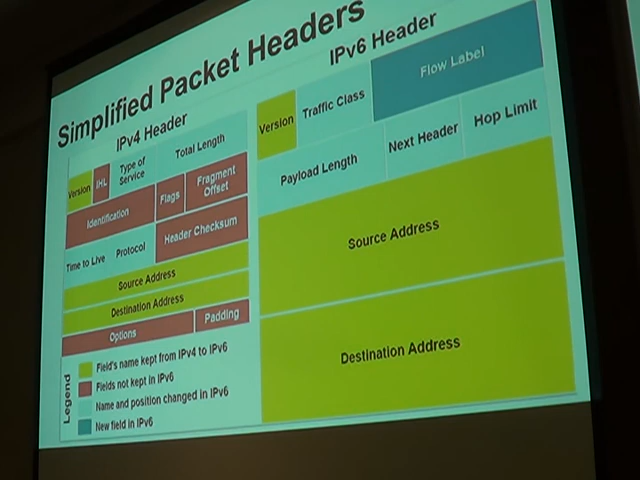 Simplified Packet Headers
IPv4 Header
Version IHL Type of Service Total Length
Identification Flags Fragment Offset
Time to Live Protocol Header Checksum
Source Address
Destination Address
Options Padding
Legend
Field's name kept from IPv4 to IPv6
Fields not kept in IPv6
Name and position changed in IPv6
New field in IPv6
IPv6 Header
Version Traffic Class Flow Label
Payload Length Next Header Hop Limit
Source Address
Destination Address